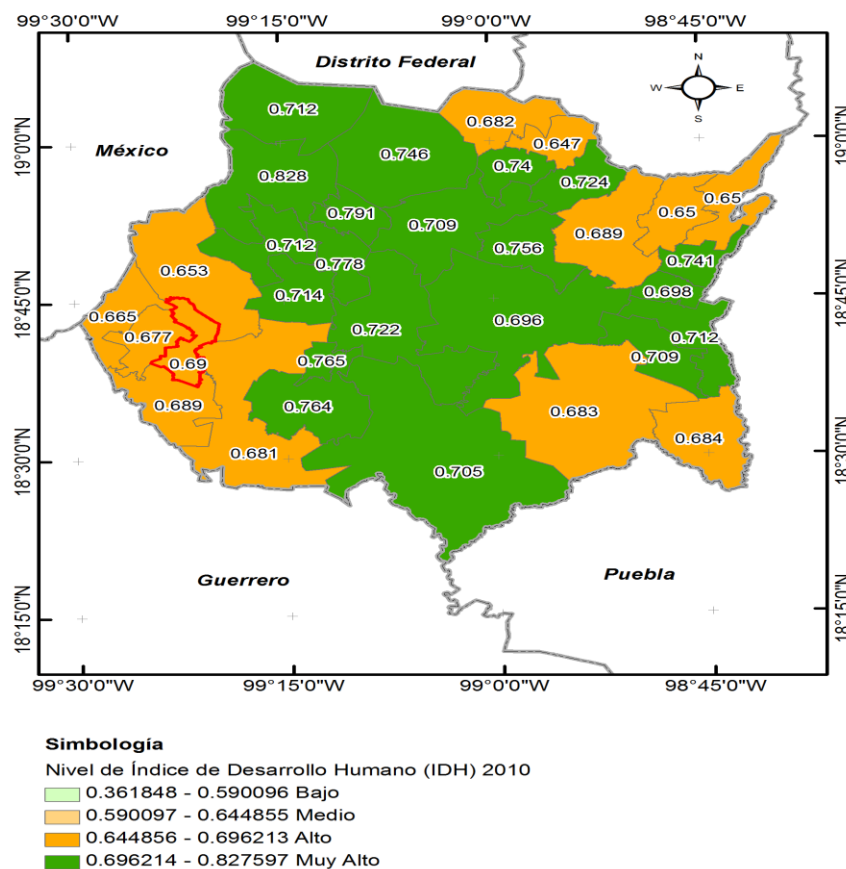 99°30'0"W 99°15'0"W 99°0'0"W 98°45'0"W
Distrito Federal
N
W E
S
19°0'0"N
19°0'0"N
México
0.712
0.682
0.647
0.746
0.74
0.828
0.724
0.791
0.65
0.65
0.709
0.689
0.712
0.756
0.778
0.741
0.653
0.698
0.714
18°45'0"N
18°45'0"N
0.665
0.696
0.677
0.722
0.712
0.765
0.709
0.69
0.764
0.689
0.683
0.684
0.681
0.705
18°30'0"N
18°30'0"N
Guerrero
Puebla
18°15'0"N
18°15'0"N
99°30'0"W 99°15'0"W 99°0'0"W 98°45'0"W
Simbología
Nivel de Índice de Desarrollo Humano (IDH) 2010
0.361848 - 0.590096 Bajo
0.590097 - 0.644855 Medio
0.644856 - 0.696213 Alto
0.696214 - 0.827597 Muy Alto